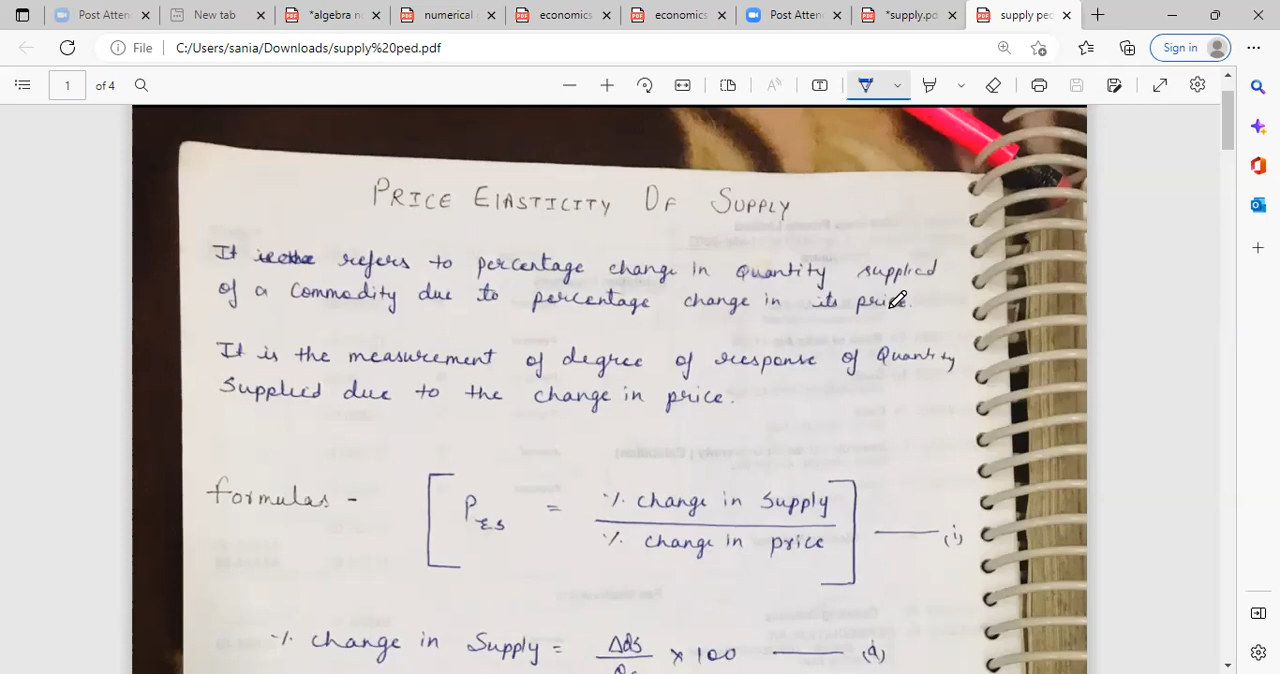 Post Atten
New tab
*algebra n
numerical
economics
economics
Post Atten
*supply.pd
supply ped
File
C:/Users/sania/Downloads/supply%20ped.pdf
Sign in
1 of 4
PRICE ElASTICITY OF SUPPLY
It refers to percentage change in Quantity supplied
of a Commodity due to percentage change in its price.
It is the measurement of degree of response of Quantity
Supplied due to the change in price.
formulas -
PES = % change in Supply
% change in price
(i)
% change in Supply = Δds × 100